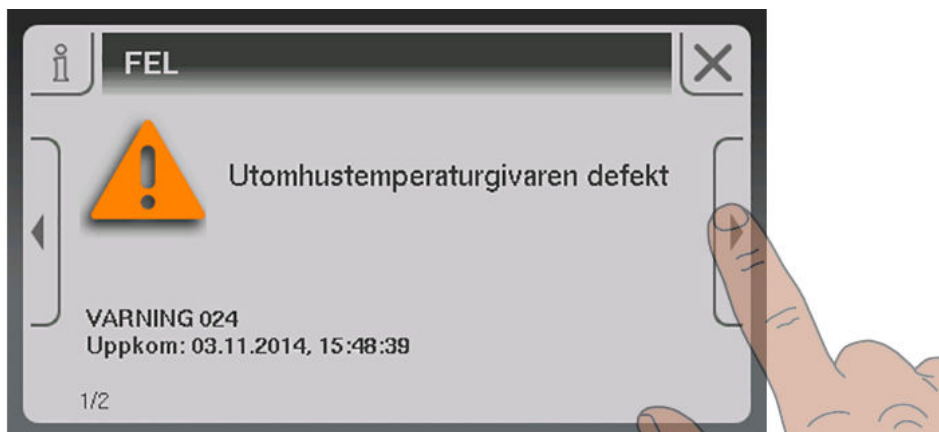 FEL
Utomhustemperaturgivaren defekt
VARNING 024
Uppkom: 03.11.2014, 15:48:39
1/2